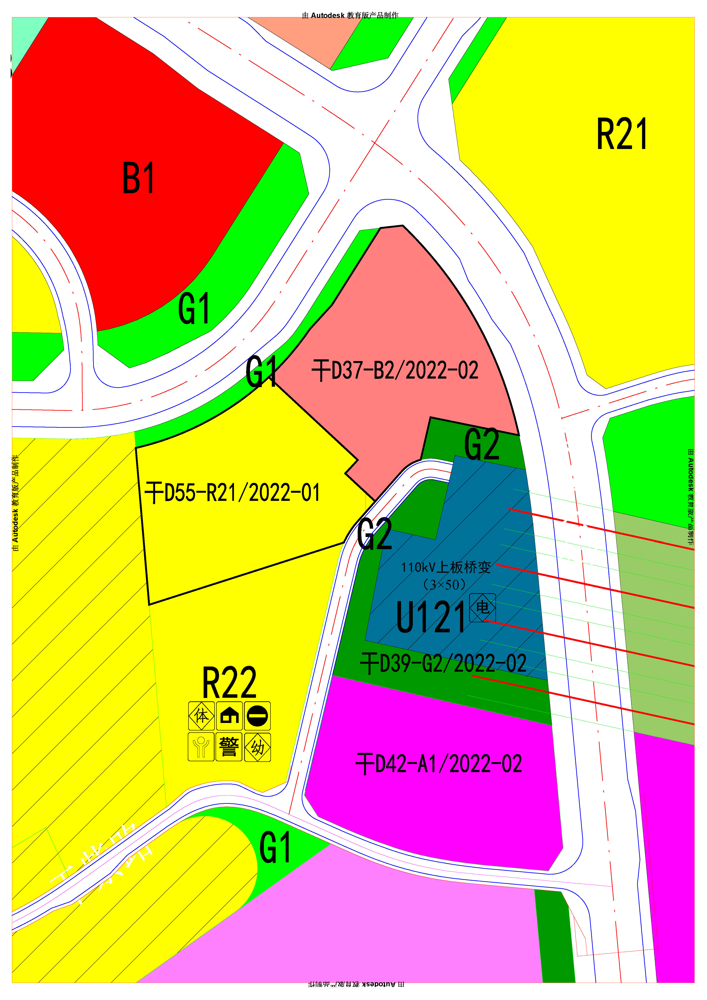 由 Autodesk 教育版产品制作
R21
B1
G1
G1
干D37-B2/2022-02
G2
由 Autodesk 教育版产品制作
由 Autodesk 教育版产品制作
干D55-R21/2022-01
G2
110kV上板桥变
（3×50）
U121
电
干D39-G2/2022-02
R22
体
警
幼
干D42-A1/2022-02
G1
由 Autodesk 教育版产品制作